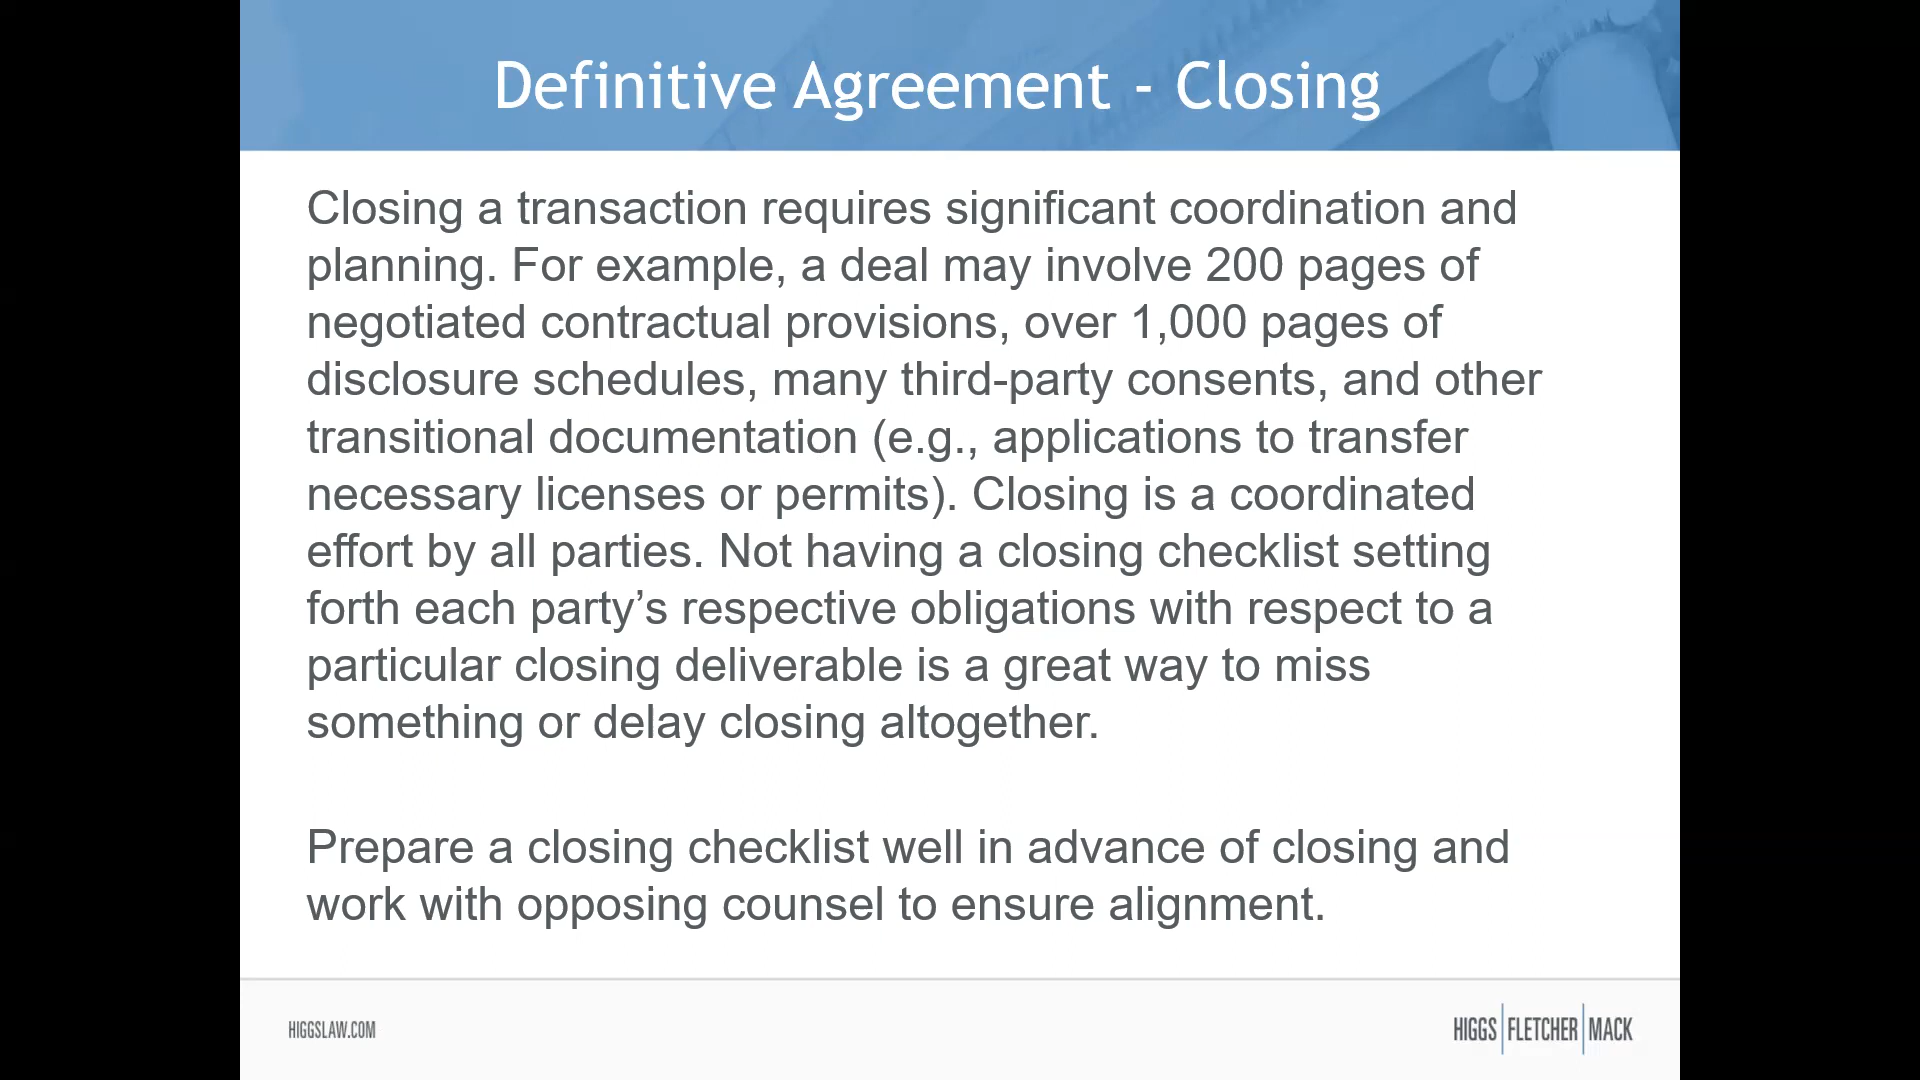 Definitive Agreement - Closing
Closing a transaction requires significant coordination and
planning. For example, a deal may involve 200 pages of
negotiated contractual provisions, over 1,000 pages of
disclosure schedules, many third-party consents, and other
transitional documentation (e.g., applications to transfer
necessary licenses or permits). Closing is a coordinated
effort by all parties. Not having a closing checklist setting
forth each party’s respective obligations with respect to a
particular closing deliverable is a great way to miss
something or delay closing altogether.
Prepare a closing checklist well in advance of closing and
work with opposing counsel to ensure alignment.
HIGGSLAW.COM
HIGGS FLETCHER MACK